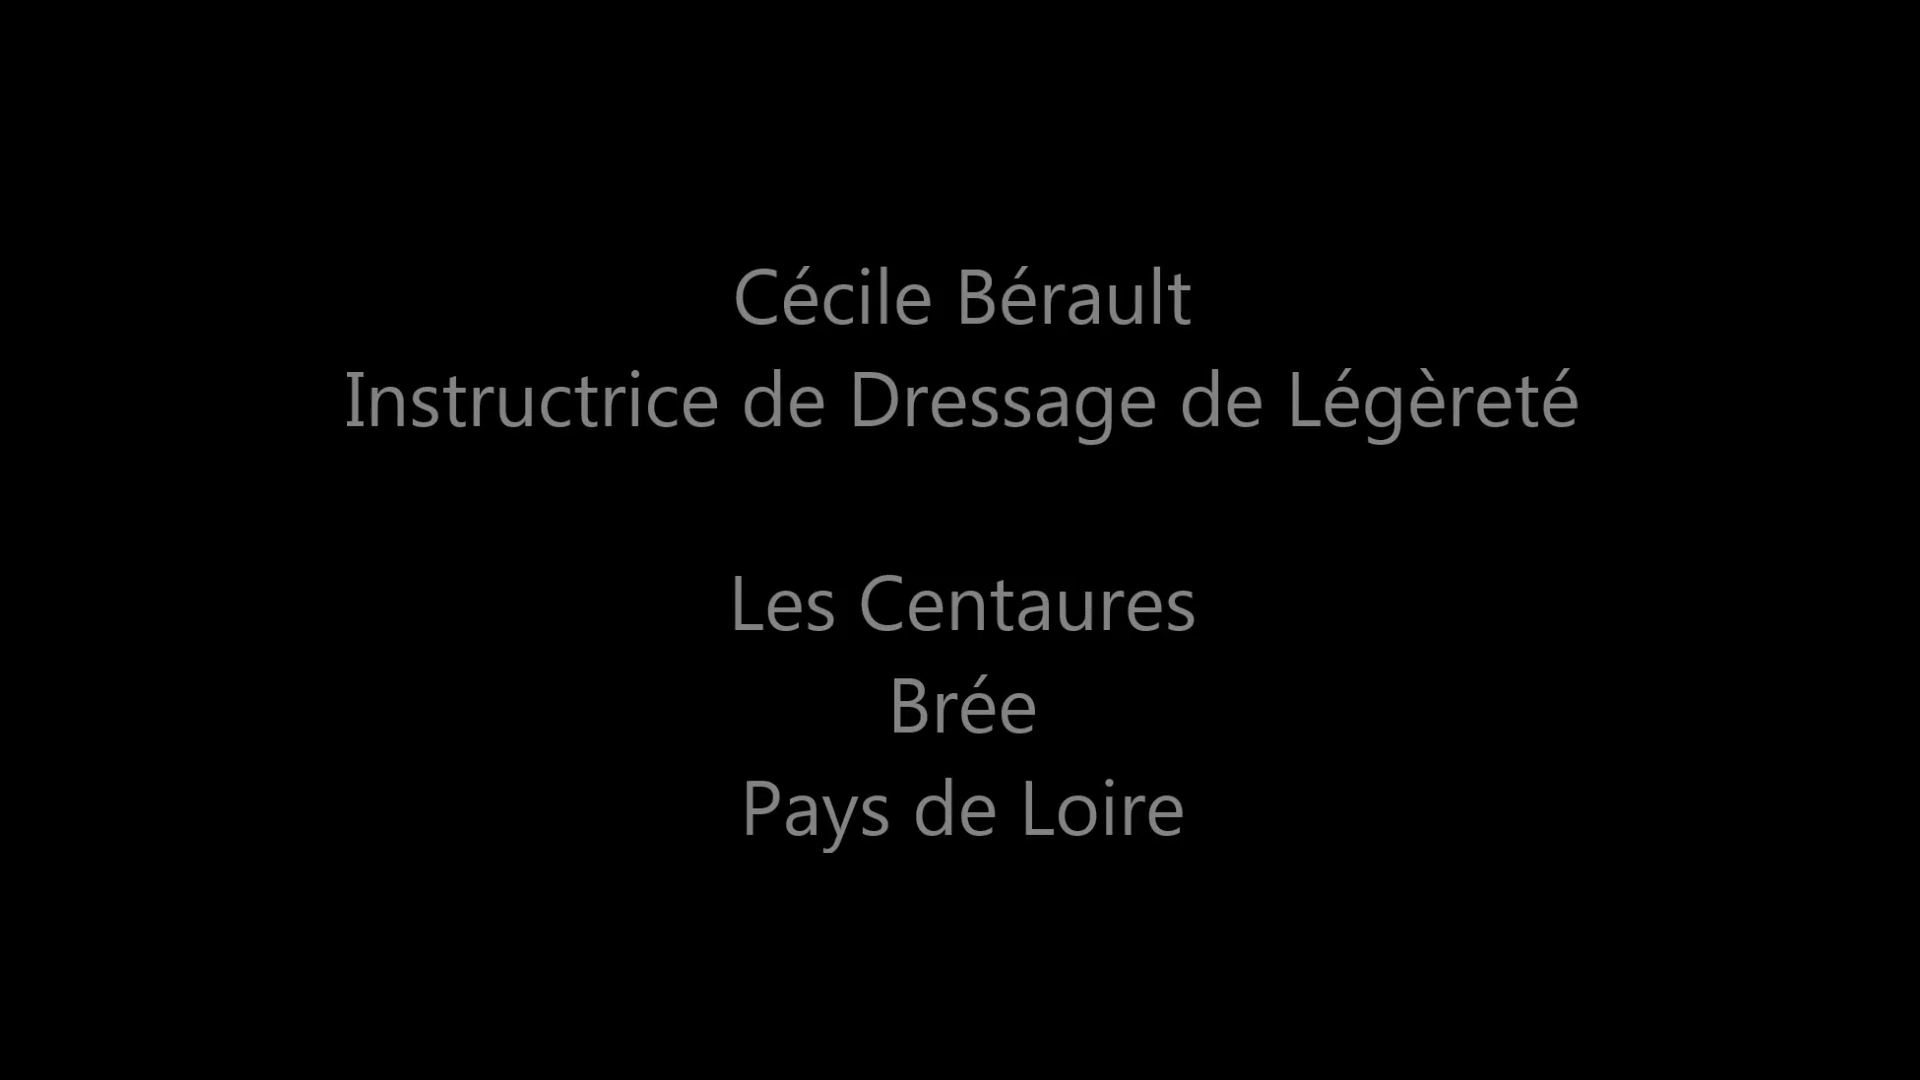 Cécile Bérault
Instructrice de Dressage de Légèreté
Les Centaures
Brée
Pays de Loire